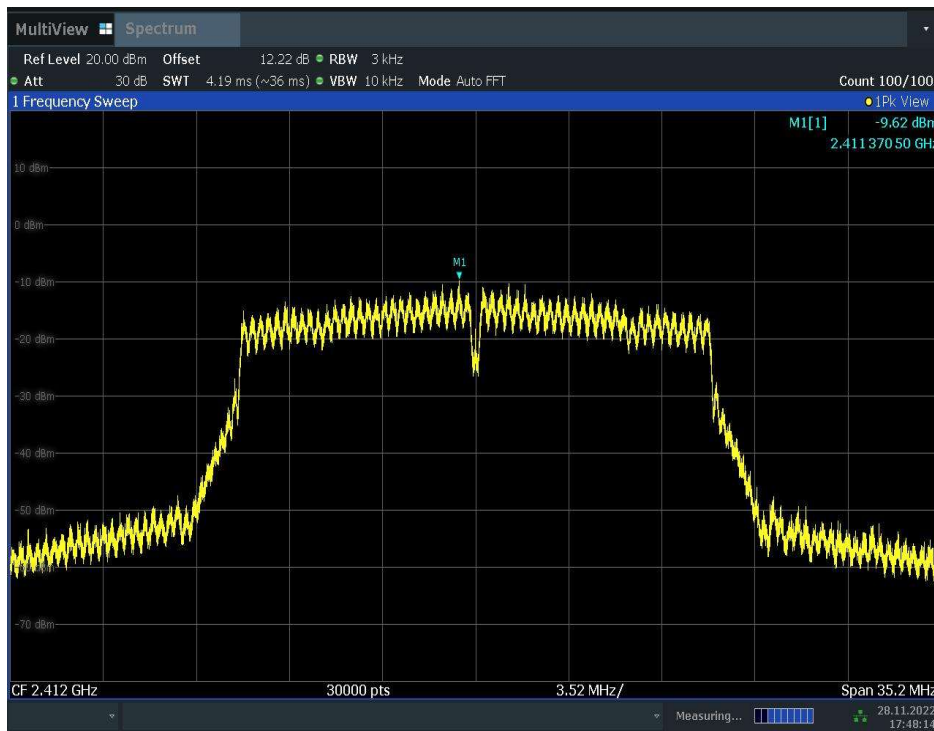 MultiView Spectrum
Ref Level 20.00 dBm Offset 12.22 dB RBW 3 kHz
Att 30 dB SWT 4.19 ms (~36 ms) VBW 10 kHz Mode Auto FFT Count 100/100
1 Frequency Sweep 1Pk View
M1[1] -9.62 dBm
2.411 370 50 GHz
10 dBm
0 dBm
M1
-10 dBm
-20 dBm
-30 dBm
-40 dBm
-50 dBm
-70 dBm
CF 2.412 GHz 30000 pts 3.52 MHz/ Span 35.2 MHz
Measuring... 28.11.2022
17:48:14